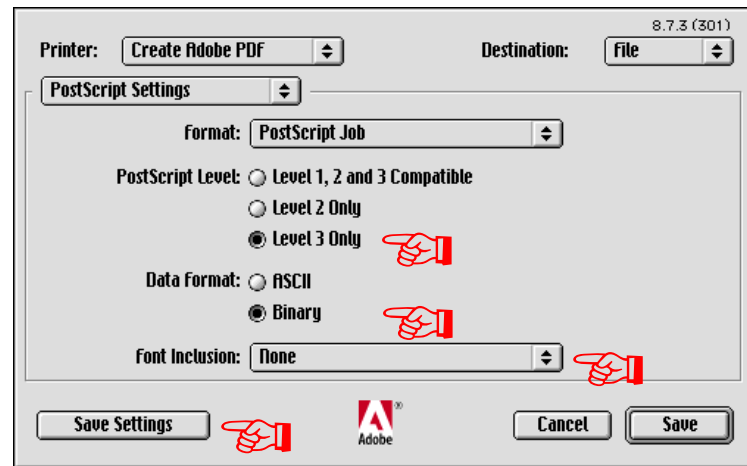 8.7.3 (301)
Printer: Create Adobe PDF Destination: File
PostScript Settings
Format: PostScript Job
PostScript Level: Level 1, 2 and 3 Compatible
Level 2 Only
Level 3 Only
Data Format: ASCII
Binary
Font Inclusion: None
Save Settings Adobe® Cancel Save